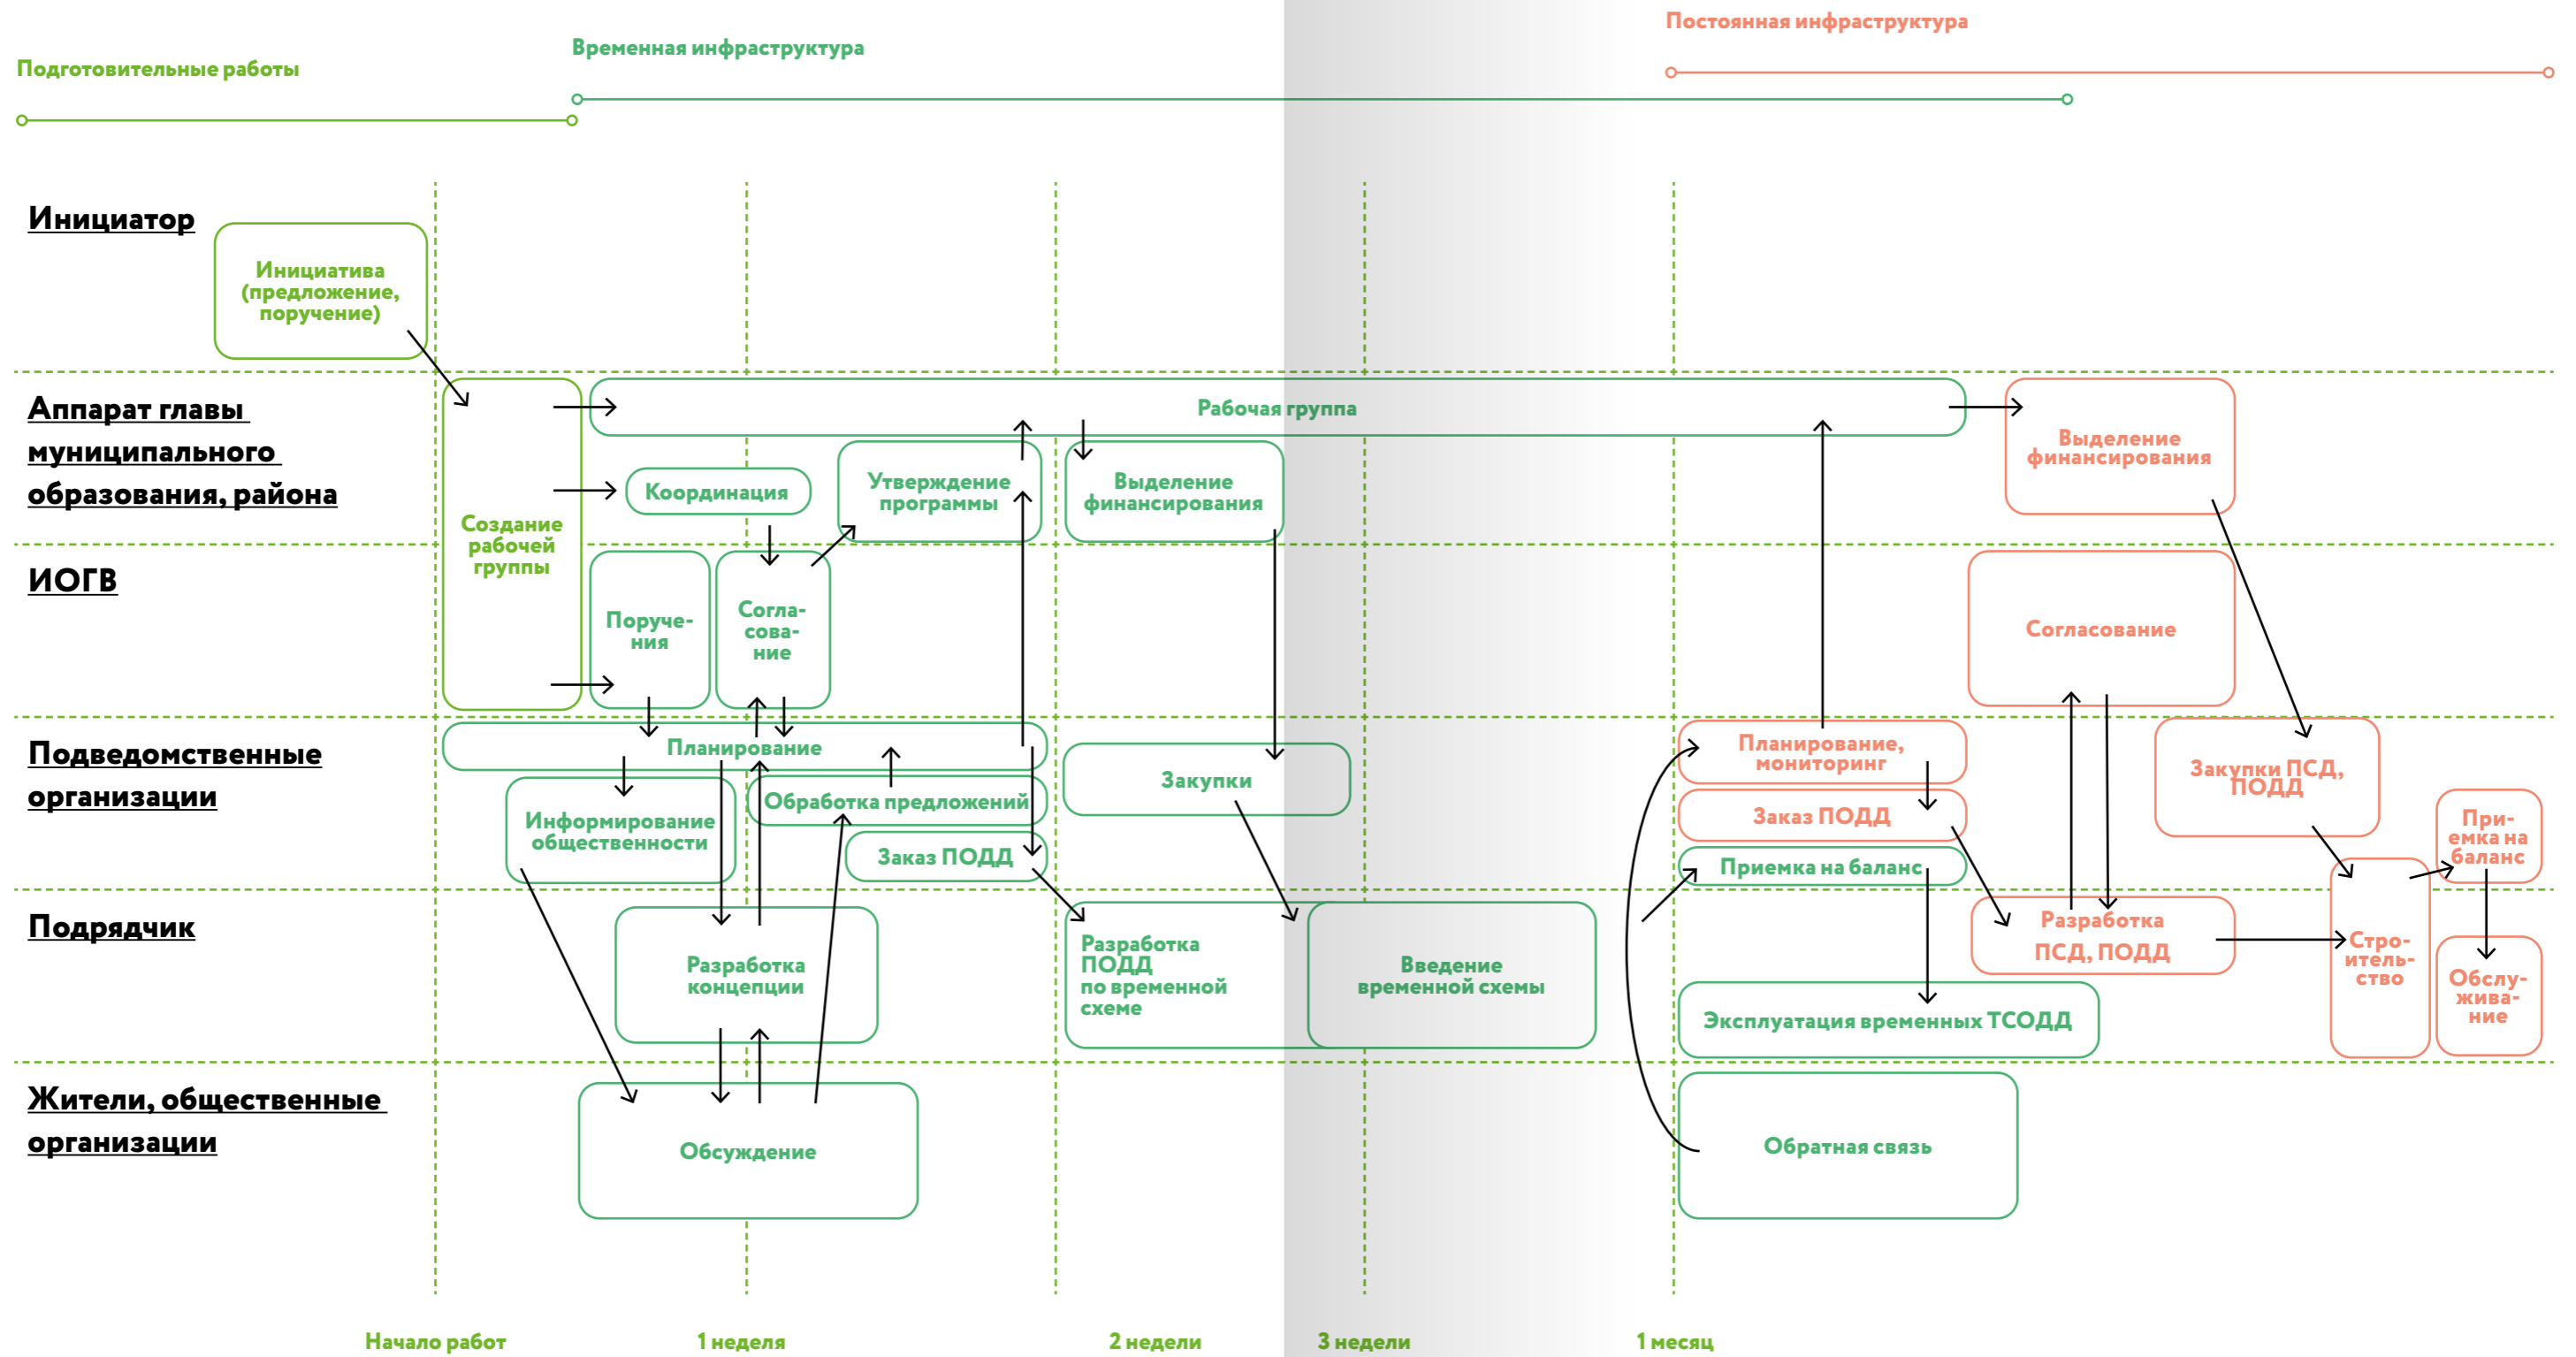 Подготовительные работы
Временная инфраструктура
Постоянная инфраструктура
Инициатор
Инициатива
(предложение,
поручение)
Аппарат главы
муниципального
образования, района
Создание
рабочей
группы
Рабочая группа
Координация
Утверждение
программы
Выделение
финансирования
Выделение
финансирования
ИОГВ
Поруче-
ния
Согла-
сова-
ние
Согласование
Подведомственные
организации
Планирование
Информирование
общественности
Обработка предложений
Заказ ПОДД
Закупки
Планирование,
мониторинг
Заказ ПОДД
Приемка на баланс
Закупки ПСД,
ПОДД
При-
емка на
баланс
Подрядчик
Разработка
концепции
Разработка
ПОДД
по временной
схеме
Введение
временной схемы
Эксплуатация временных ТСОДД
Разработка
ПСД, ПОДД
Стро-
итель-
ство
Обслу-
жива-
ние
Жители, общественные
организации
Обсуждение
Обратная связь
Начало работ
1 неделя
2 недели
3 недели
1 месяц